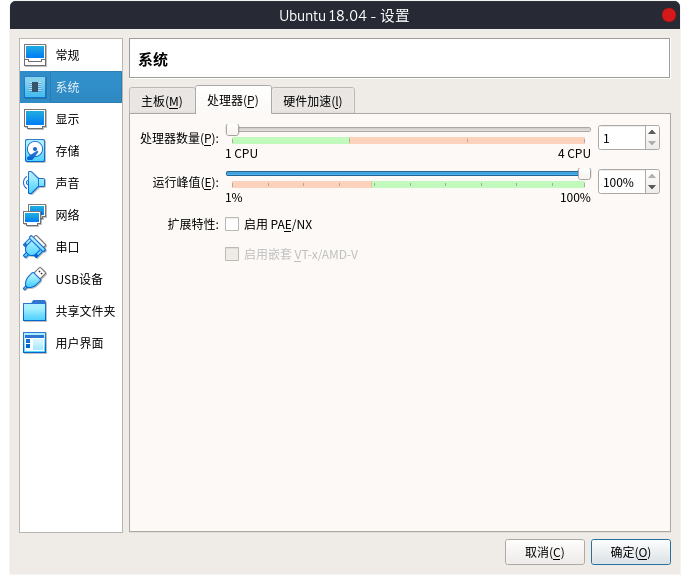 Ubuntu 18.04 - 设置
常规
系统
显示
存储
声音
网络
串口
USB设备
共享文件夹
用户界面
系统
主板(M) 处理器(P) 硬件加速(l)
处理器数量(P): 1
1 CPU 4 CPU
运行峰值(E): 100%
1% 100%
扩展特性: 启用 PAE/NX
启用嵌套 VT-x/AMD-V
取消(C) 确定(O)